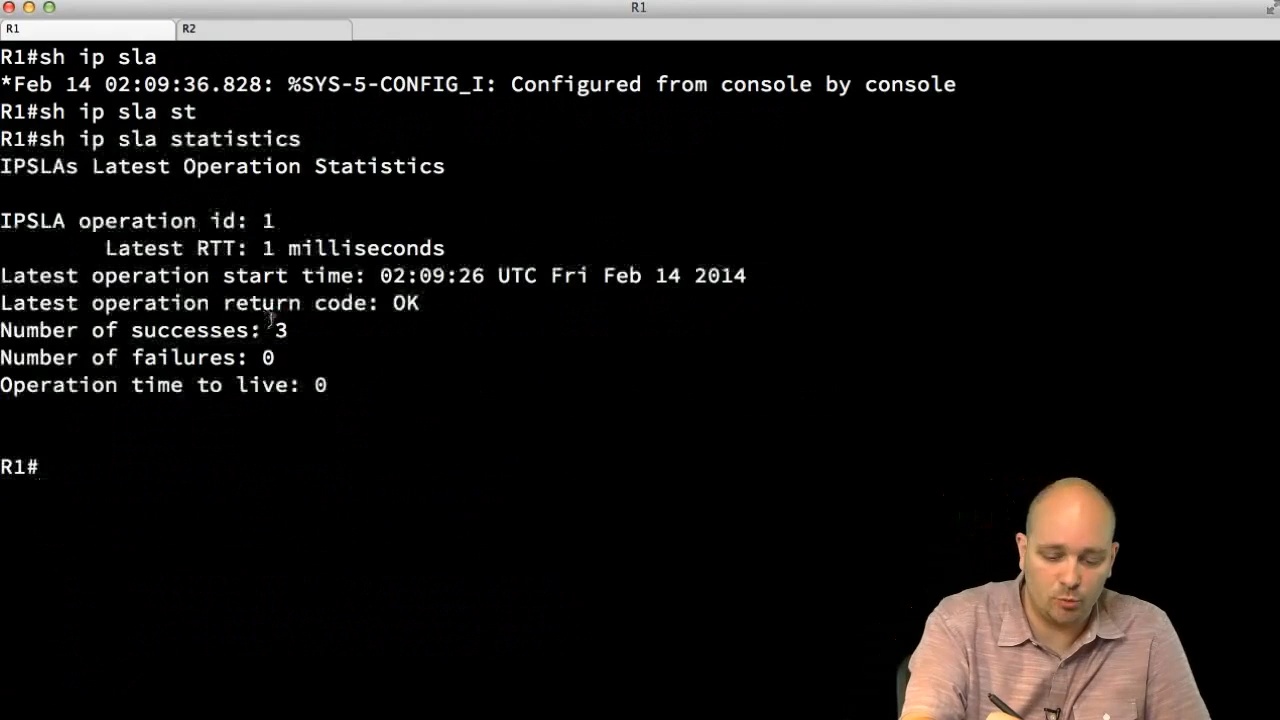 R1
R1
R2
R1#sh ip sla
*Feb 14 02:09:36.828: %SYS-5-CONFIG_I: Configured from console by console
R1#sh ip sla st
R1#sh ip sla statistics
IPSLAs Latest Operation Statistics
IPSLA operation id: 1
Latest RTT: 1 milliseconds
Latest operation start time: 02:09:26 UTC Fri Feb 14 2014
Latest operation return code: OK
Number of successes: 3
Number of failures: 0
Operation time to live: 0
R1#